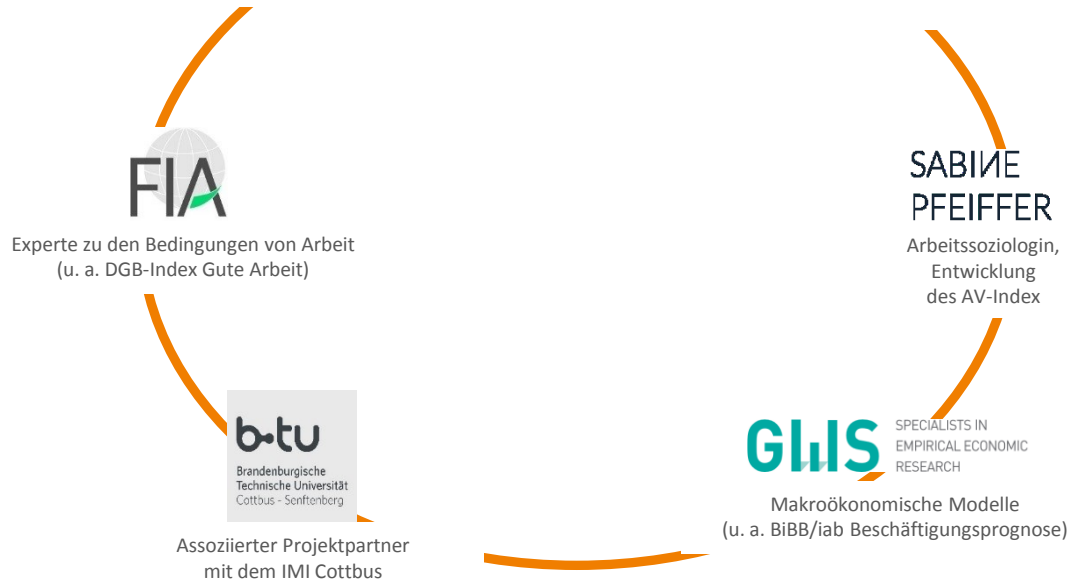 FIA
Experte zu den Bedingungen von Arbeit
(u. a. DGB-Index Gute Arbeit)
SABINE
PFEIFFER
Arbeitssoziologin,
Entwicklung
des AV-Index
b-tu
Brandenburgische
Technische Universität
Cottbus - Senftenberg
Assoziierter Projektpartner
mit dem IMI Cottbus
GWS
SPECIALISTS IN
EMPIRICAL ECONOMIC
RESEARCH
Makroökonomische Modelle
(u. a. BiBB/iab Beschäftigungsprognose)